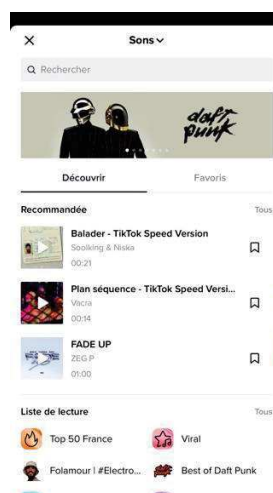 Sons
Rechercher
daft
punk
Découvrir
Favoris
Recommandée
Tous
Balader - TikTok Speed Version
Soolking & Niska
00:21
Plan séquence - TikTok Speed Versi...
Vacra
00:14
FADE UP
ZEG P
01:00
Liste de lecture
Tous
Top 50 France
Viral
Folamour | #Electro...
Best of Daft Punk